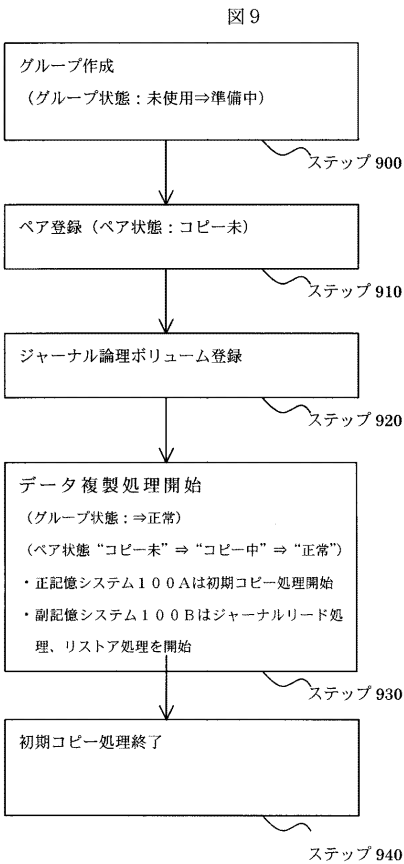 図９
グループ作成
（グループ状態：未使用⇒準備中）
ステップ900
ペア登録（ペア状態：コピー未）
ステップ910
ジャーナル論理ボリューム登録
ステップ920
データ複製処理開始
（グループ状態：⇒正常）
（ペア状態“コピー未”⇒“コピー中”⇒“正常”）
・正記憶システム１００Ａは初期コピー処理開始
・副記憶システム１００Ｂはジャーナルリード処
理、リストア処理を開始
ステップ930
初期コピー処理終了
ステップ940